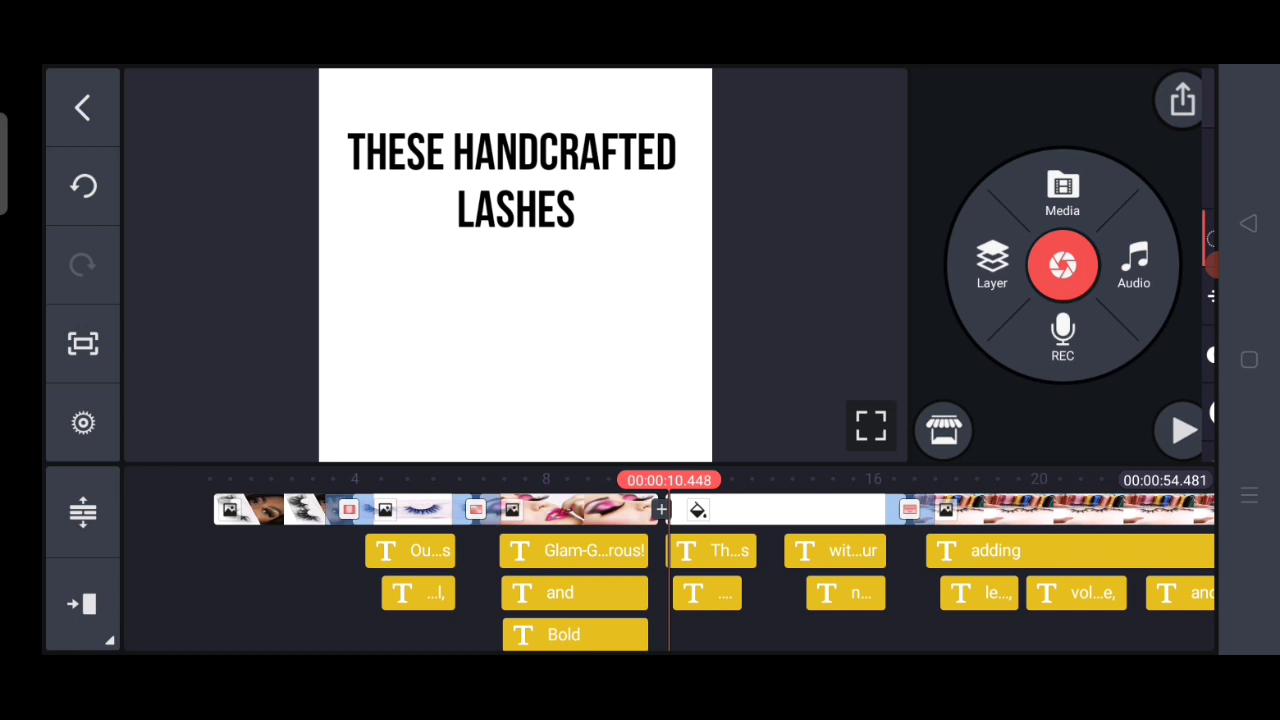 THESE HANDCRAFTED
LASHES
Media
Layer
Audio
REC
4
8
16
20
00:00:10.448
00:00:54.481
Ou...s
Glam-G...rous!
Th...s
wit...ur
adding
...l,
and
....
n...
le...,
vol...e,
and
Bold